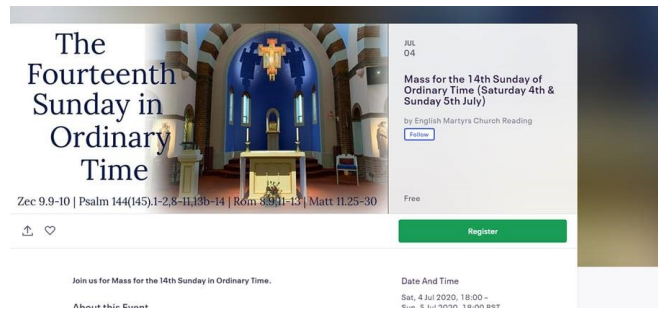 The
Fourteenth
Sunday in
Ordinary
Time
Zec 9.9-10 | Psalm 144(145).1-2,8-11,13b-14 | Rom 8.9,11-13 | Matt 11.25-30
JUL
04
Mass for the 14th Sunday of
Ordinary Time (Saturday 4th &
Sunday 5th July)
by English Martyrs Church Reading
Follow
Free
Register
Join us for Mass for the 14th Sunday in Ordinary Time.
About this Event
Date And Time
Sat, 4 Jul 2020, 18:00 –
Sun, 5 Jul 2020, 18:00 BST